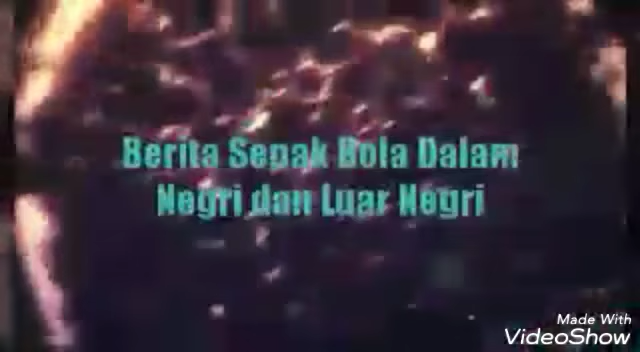 Berita Sepak Bola Dalam
Negri dan Luar Negri
Made With
VideoShow